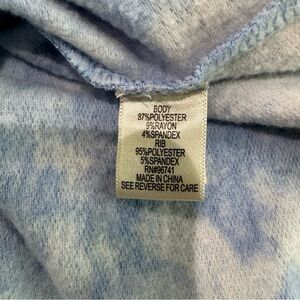 BODY
87%POLYESTER
9%RAYON
4%SPANDEX
RIB
95%POLYESTER
5%SPANDEX
RN#96741
MADE IN CHINA
SEE REVERSE FOR CARE